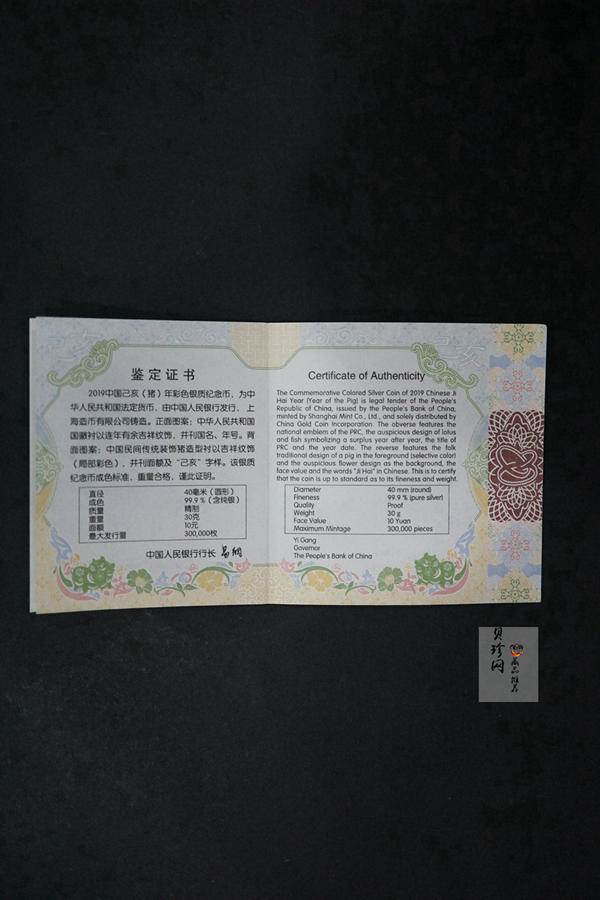 鉴定证书
2019中国己亥（猪）年彩色银质纪念币，为中
华人民共和国法定货币，由中国人民银行发行，上
海造币有限公司铸造。正面图案：中华人民共和国
国徽衬以连年有余吉祥纹饰，并刊国名、年号。背
面图案：中国民间传统装饰猪造型衬以吉祥纹饰
（局部彩色），并刊面额及“己亥”字样。该银质
纪念币成色标准、重量合格，谨此证明。
直径 40毫米（圆形）
成色 99.9％（含纯银）
质量 精制
重量 30克
面额 10元
最大发行量 300,000枚
中国人民银行行长 易纲
Certificate of Authenticity
The Commemorative Colored Silver Coin of 2019 Chinese Ji
Hai Year (Year of the Pig) is legal tender of the People's
Republic of China, issued by the People's Bank of China,
minted by Shanghai Mint Co., Ltd., and solely distributed by
China Gold Coin Incorporation. The obverse features the
national emblem of the PRC, the auspicious design of lotus
and fish symbolizing a surplus year after year, the title of
PRC and the year date. The reverse features the folk
traditional design of a pig in the foreground (selective color)
and the auspicious flower design as the background, the
face value and the words "Ji Hai" in Chinese. This is to certify
that the coin is up to standard as to its fineness and weight.
Diameter 40 mm (round)
Fineness 99.9 % (pure silver)
Quality Proof
Weight 30 g
Face Value 10 Yuan
Maximum Mintage 300,000 pieces
Yi Gang
Governor
The People's Bank of China
贝珍网
藏品推荐